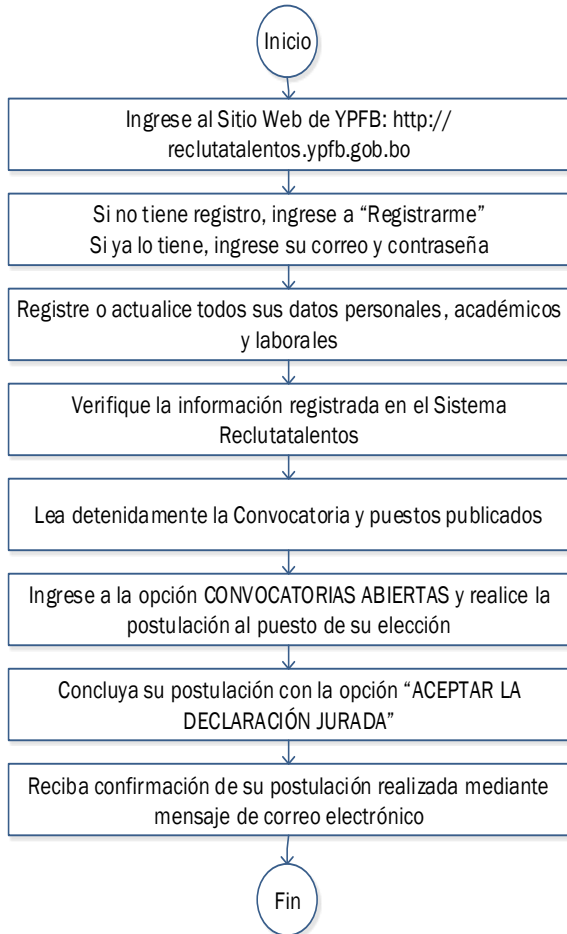 Inicio
Ingrese al Sitio Web de YPFB: http://
reclutatalentos.ypfb.gob.bo
Si no tiene registro, ingrese a “Registrarme”
Si ya lo tiene, ingrese su correo y contraseña
Registre o actualice todos sus datos personales, académicos
y laborales
Verifique la información registrada en el Sistema
Reclutatalentos
Lea detenidamente la Convocatoria y puestos publicados
Ingrese a la opción CONVOCATORIAS ABIERTAS y realice la
postulación al puesto de su elección
Concluya su postulación con la opción “ACEPTAR LA
DECLARACIÓN JURADA”
Reciba confirmación de su postulación realizada mediante
mensaje de correo electrónico
Fin